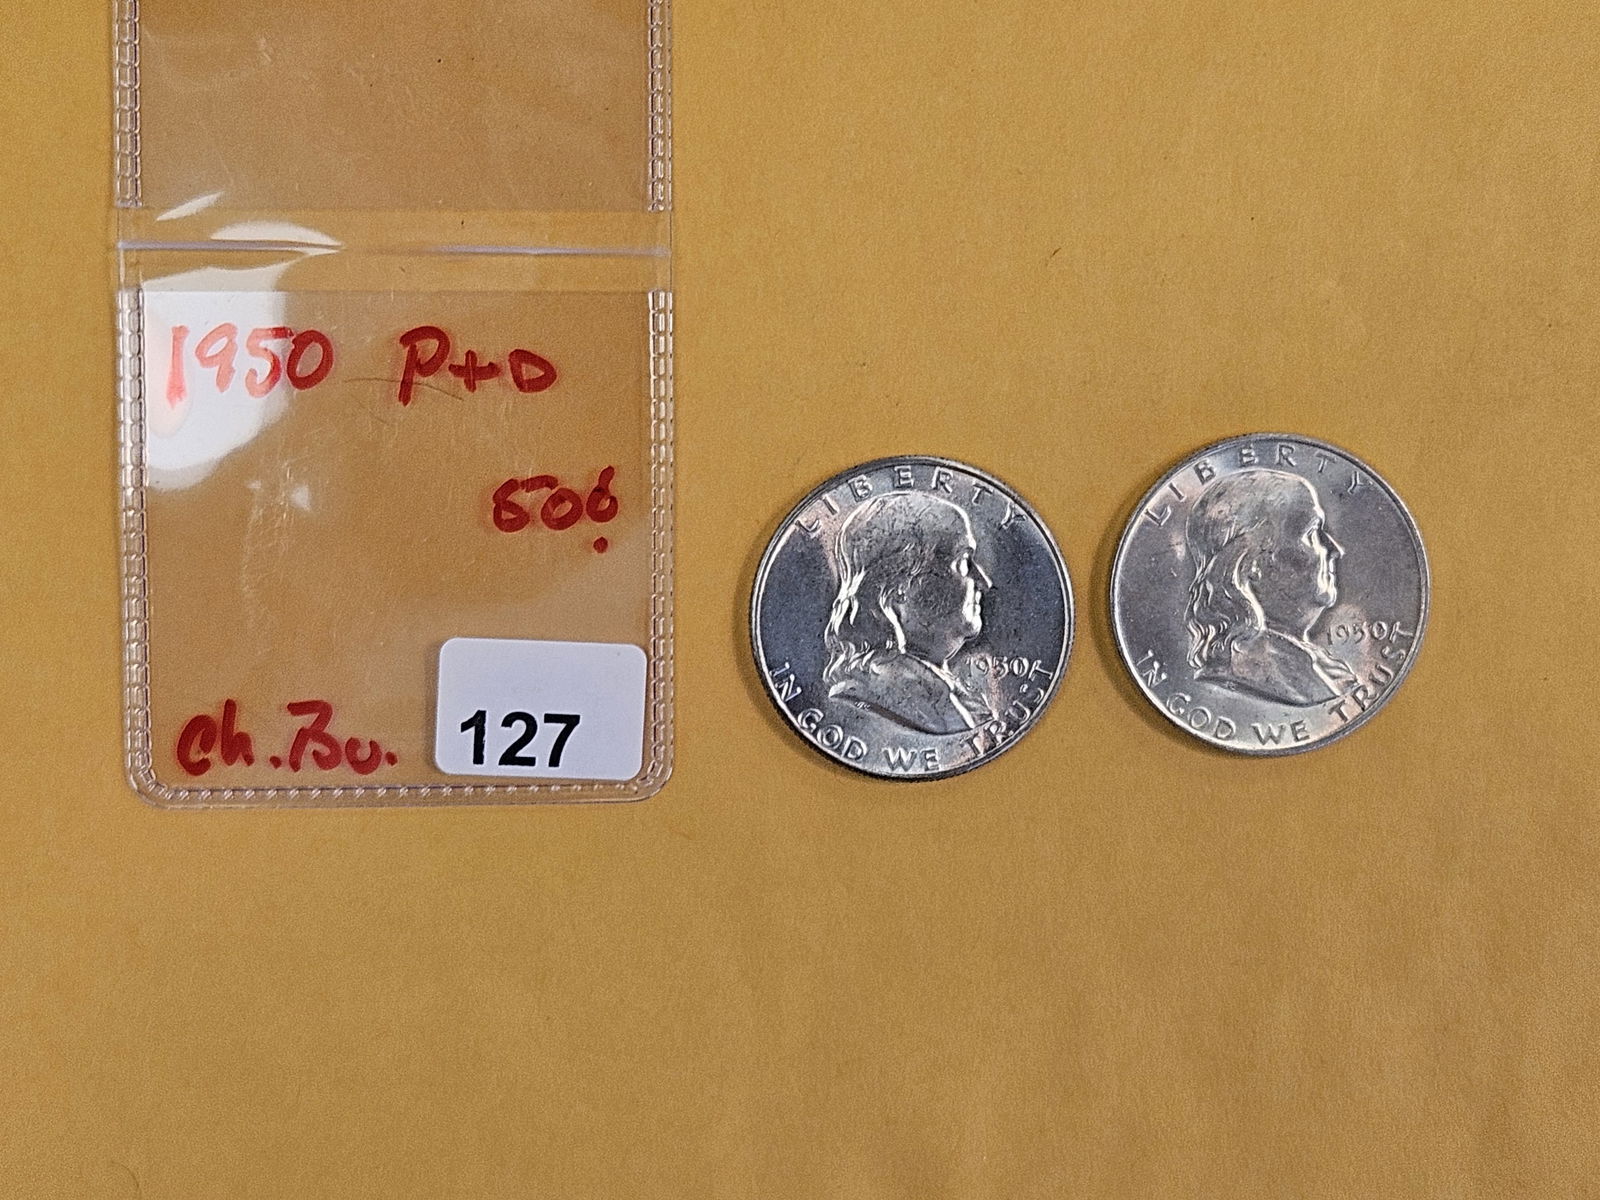 1950 P+D
50¢
Ch. Bu.
127
LIBERTY
1950
IN GOD WE TRUST
LIBERTY
1950
IN GOD WE TRUST